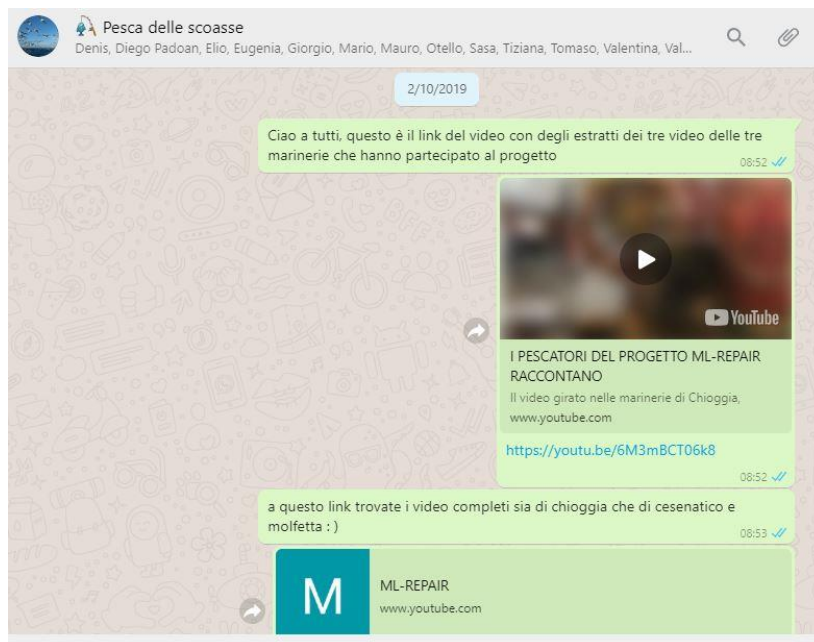 Pesca delle scoasse
Denis, Diego Padoan, Elio, Eugenia, Giorgio, Mario, Mauro, Otello, Sasa, Tiziana, Tomaso, Valentina, Val...
2/10/2019
Ciao a tutti, questo è il link del video con degli estratti dei tre video delle tre
marinerie che hanno partecipato al progetto
08:52
YouTube
I PESCATORI DEL PROGETTO ML-REPAIR
RACCONTANO
Il video girato nelle marinerie di Chioggia,
www.youtube.com
https://youtu.be/6M3mBCT06k8
08:52
a questo link trovate i video completi sia di chioggia che di cesenatico e
molfetta : )
08:53
M
ML-REPAIR
www.youtube.com